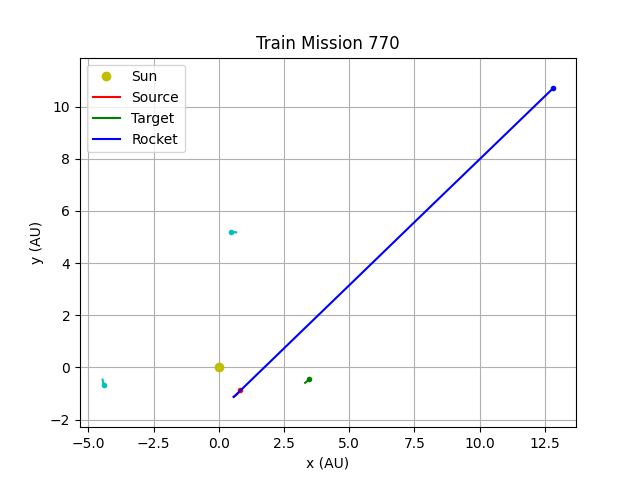 Train Mission 770
Sun
Source
Target
Rocket
10
8
6
4
2
0
−2
y (AU)
−5.0 −2.5 0.0 2.5 5.0 7.5 10.0 12.5
x (AU)